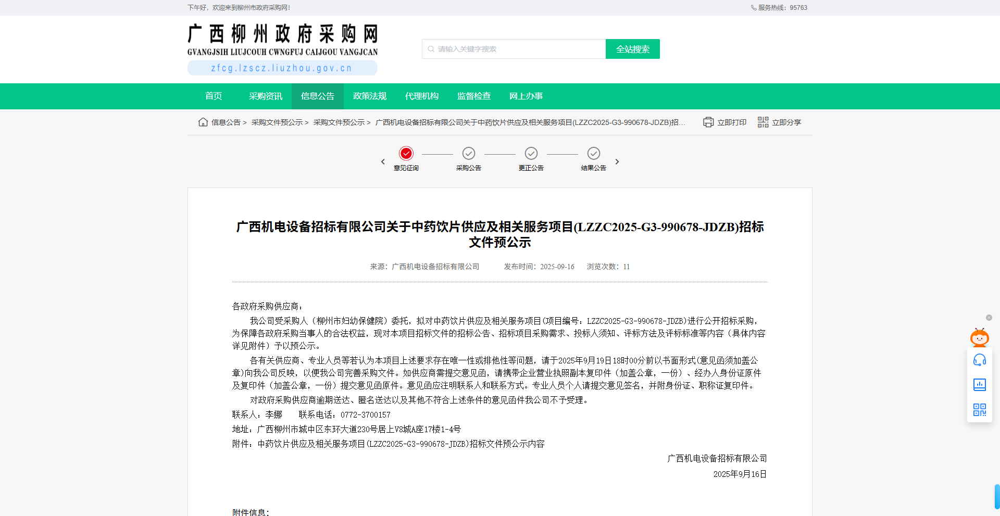 下午好，欢迎来到柳州市政府采购网！
服务热线：95763
广西柳州政府采购网
GVANGJSIH LIUJCOUH CWNGFUJ CAIJGOU VANGJCAN
zfcg.lzscz.liuzhou.gov.cn
请输入关键字搜索
全站搜索
首页 采购资讯 信息公告 政策法规 代理机构 监督检查 网上办事
信息公告 > 采购文件预公示 > 采购文件预公示 > 广西机电设备招标有限公司关于中药饮片供应及相关服务项目(LZZC2025-G3-990678-JDZB)招...
立即打印 立即分享
意见征询 采购公告 更正公告 结果公告
广西机电设备招标有限公司关于中药饮片供应及相关服务项目(LZZC2025-G3-990678-JDZB)招标
文件预公示
来源：广西机电设备招标有限公司 发布时间：2025-09-16 浏览次数：11
各政府采购供应商：
我公司受采购人（柳州市妇幼保健院）委托，拟对中药饮片供应及相关服务项目(项目编号：LZZC2025-G3-990678-JDZB)进行公开招标采购，
为保障各政府采购当事人的合法权益，现对本项目招标文件的招标公告、招标项目采购需求、投标人须知、评标方法及评标标准等内容（具体内容
详见附件）予以预公示。
各有关供应商、专业人员等若认为本项目上述要求存在唯一性或排他性等问题，请于2025年9月19日18时00分前以书面形式(意见函须加盖公
章)向我公司反映，以便我公司完善采购文件。如供应商需提交意见函，请携带企业营业执照副本复印件（加盖公章，一份）、经办人身份证原件
及复印件（加盖公章，一份）提交意见函原件。意见函应注明联系人和联系方式。专业人员个人请提交意见签名，并附身份证、职称证复印件。
对政府采购供应商逾期送达、匿名送达以及其他不符合上述条件的意见函件我公司不予受理。
联系人：李娜 联系电话：0772-3700157
地址：广西柳州市城中区东环大道230号居上V8城A座17楼1-4号
附件：中药饮片供应及相关服务项目(LZZC2025-G3-990678-JDZB)招标文件预公示内容
广西机电设备招标有限公司
2025年9月16日
附件信息：